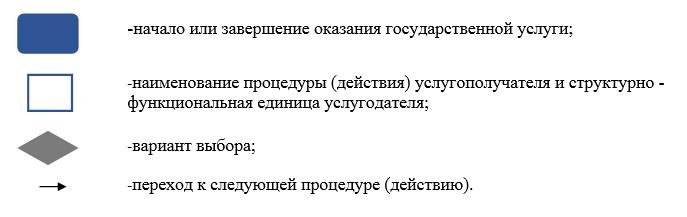 -начало или завершение оказания государственной услуги;
-наименование процедуры (действия) услугополучателя и структурно -
функциональная единица услугодателя;
-вариант выбора;
-переход к следующей процедуре (действию).